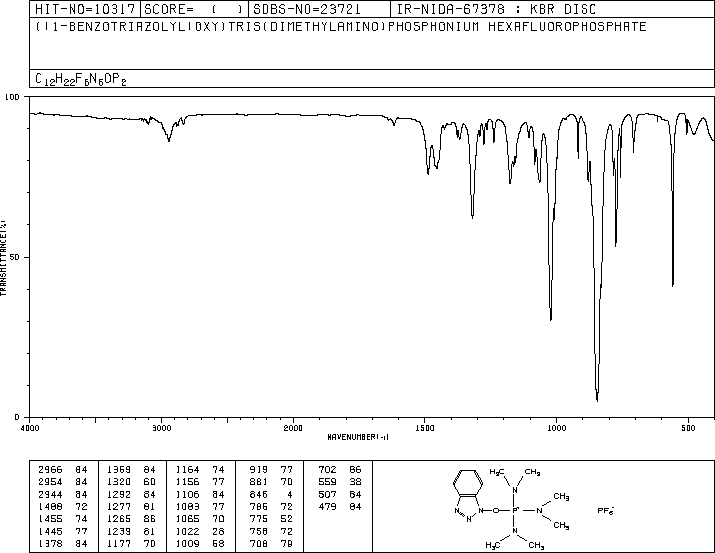 HIT-NO=10317 SCORE= ( ) SDBS-NO=23721 IR-NIDA-67378 : KBR DISC
((1-BENZOTRIAZOLYL)OXY)TRIS(DIMETHYLAMINO)PHOSPHONIUM HEXAFLUOROPHOSPHATE
C12H22F6N6OP2
100
TRANSMITTANCE(%)
50
0
4000 3000 2000 1500 1000 500
WAVENUMBER(-1)
2966 84 1369 84 1164 74 919 77 702 86
2954 84 1320 60 1156 77 881 70 559 38
2944 84 1292 84 1106 84 846 4 507 84
1488 72 1277 81 1083 77 786 72 479 84
1455 74 1265 86 1065 70 775 52
1445 77 1239 81 1022 28 758 72
1378 84 1177 70 1009 58 708 79
H3C CH3
N
CH3
N N N O P+ N
CH3
N
H3C CH3
PF6-